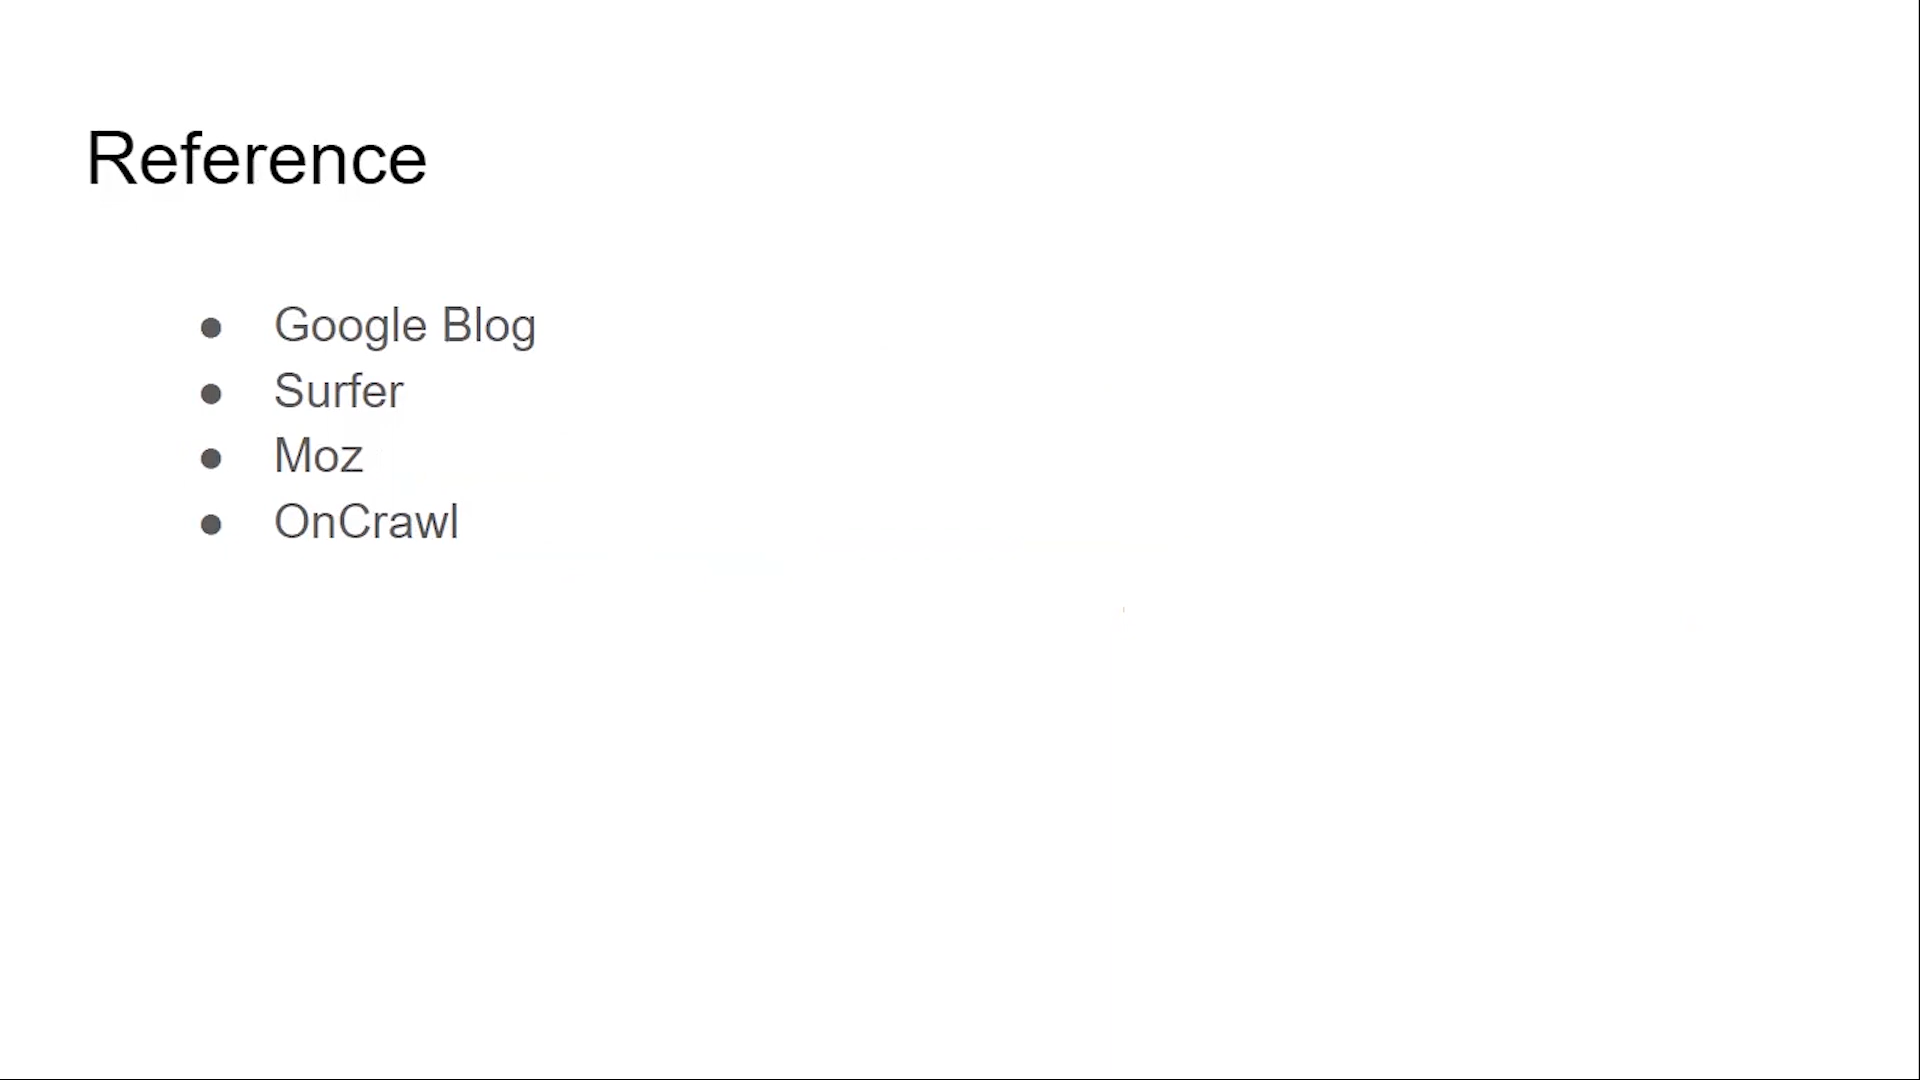 Reference
● Google Blog
● Surfer
● Moz
● OnCrawl